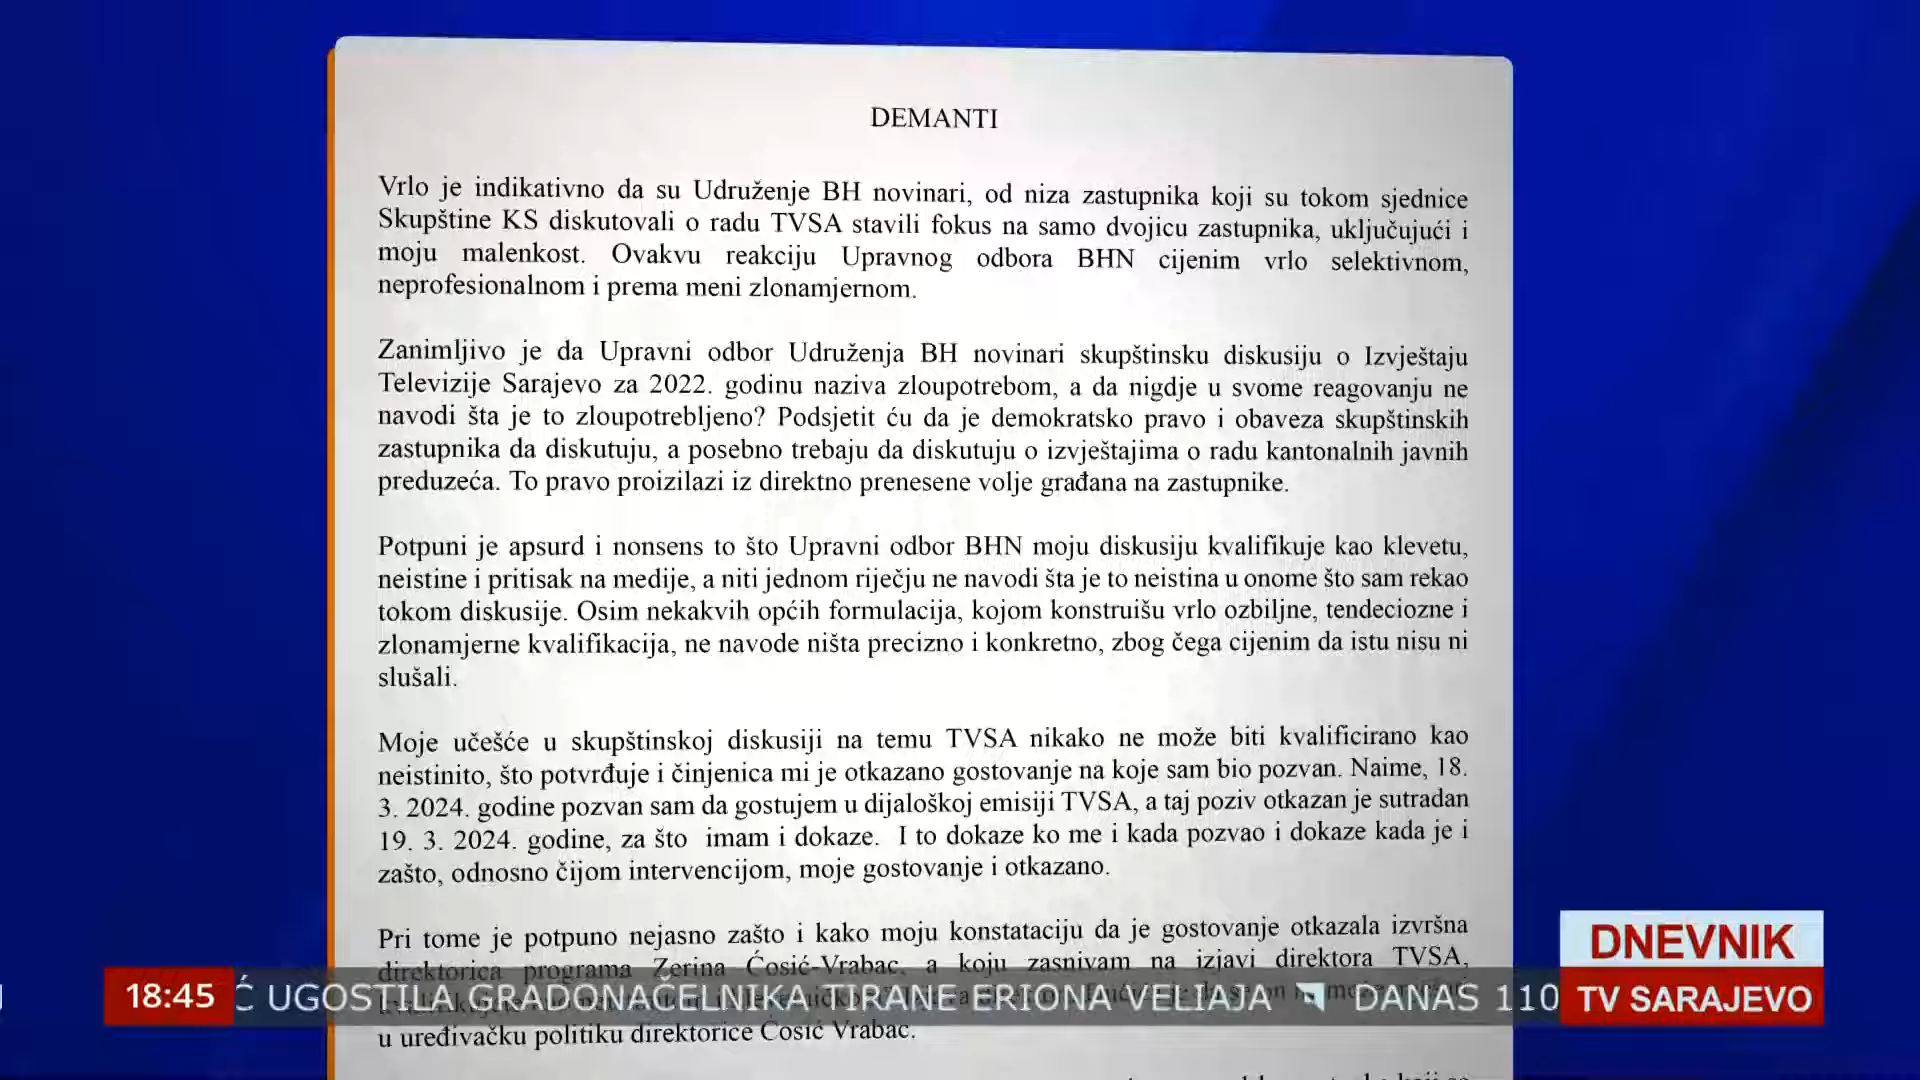 DEMANTI
Vrlo je indikativno da su Udruženje BH novinari, od niza zastupnika koji su tokom sjednice
Skupštine KS diskutovali o radu TVSA stavili fokus na samo dvojicu zastupnika, uključujući i
moju malenkost. Ovakvu reakciju Upravnog odbora BHN cijenim vrlo selektivnom,
neprofesionalnom i prema meni zlonamjernom.
Zanimljivo je da Upravni odbor Udruženja BH novinari skupštinsku diskusiju o Izvještaju
Televizije Sarajevo za 2022. godinu naziva zloupotrebom, a da nigdje u svome reagovanju ne
navodi šta je to zloupotrebljeno? Podsjetit ću da je demokratsko pravo i obaveza skupštinskih
zastupnika da diskutuju, a posebno trebaju da diskutuju o izvještajima o radu kantonalnih javnih
preduzeća. To pravo proizilazi iz direktno prenesene volje građana na zastupnike.
Potpuni je apsurd i nonsens to što Upravni odbor BHN moju diskusiju kvalifikuje kao klevetu,
neistine i pritisak na medije, a niti jednom riječju ne navodi šta je to neistina u onome što sam rekao
tokom diskusije. Osim nekakvih općih formulacija, kojom konstruišu vrlo ozbiljne, tendeciozne i
zlonamjerne kvalifikacija, ne navode ništa precizno i konkretno, zbog čega cijenim da istu nisu ni
slušali.
Moje učešće u skupštinskoj diskusiji na temu TVSA nikako ne može biti kvalificirano kao
neistinito, što potvrđuje i činjenica mi je otkazano gostovanje na koje sam bio pozvan. Naime, 18.
3. 2024. godine pozvan sam da gostujem u dijaloškoj emisiji TVSA, a taj poziv otkazan je sutradan
19. 3. 2024. godine, za što imam i dokaze. I to dokaze ko me i kada pozvao i dokaze kada je i
zašto, odnosno čijom intervencijom, moje gostovanje i otkazano.
Pri tome je potpuno nejasno zašto i kako moju konstataciju da je gostovanje otkazala izvršna
direktorica programa Zerina Ćosić-Vrabac, a koju zasnivam na izjavi direktora TVSA,
u uređivačku politiku direktorice Ćosić Vrabac.
18:45 Ć UGOSTILA GRADONAČELNIKA TIRANE ERIONA VELIAJA DANAS 110
DNEVNIK
TV SARAJEVO